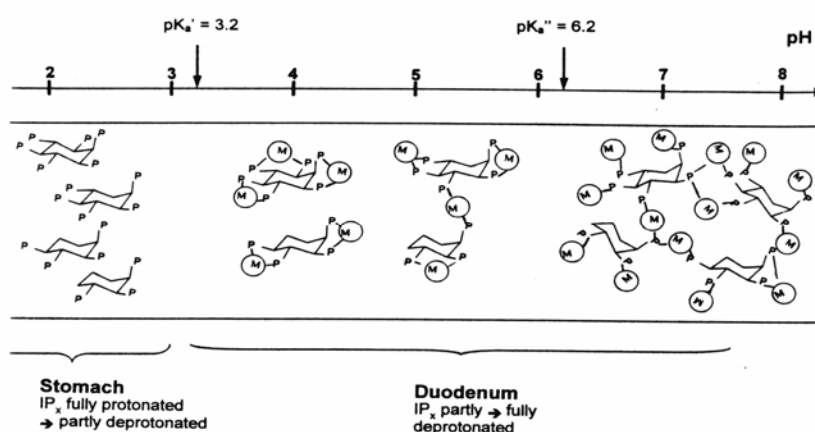 pKa' = 3.2
pKa'' = 6.2
pH
2 3 4 5 6 7 8
P P P P P P
P P P P P
P P P P
P P P
M P P P M P P M P
P M P M P
M P P P M P P M P P M P
M P M P P M P M P P M P M P P M P M P M P M P P M P M P M P M
Stomach
IPx fully protonated
➔ partly deprotonated
Duodenum
IPx partly ➔ fully
deprotonated